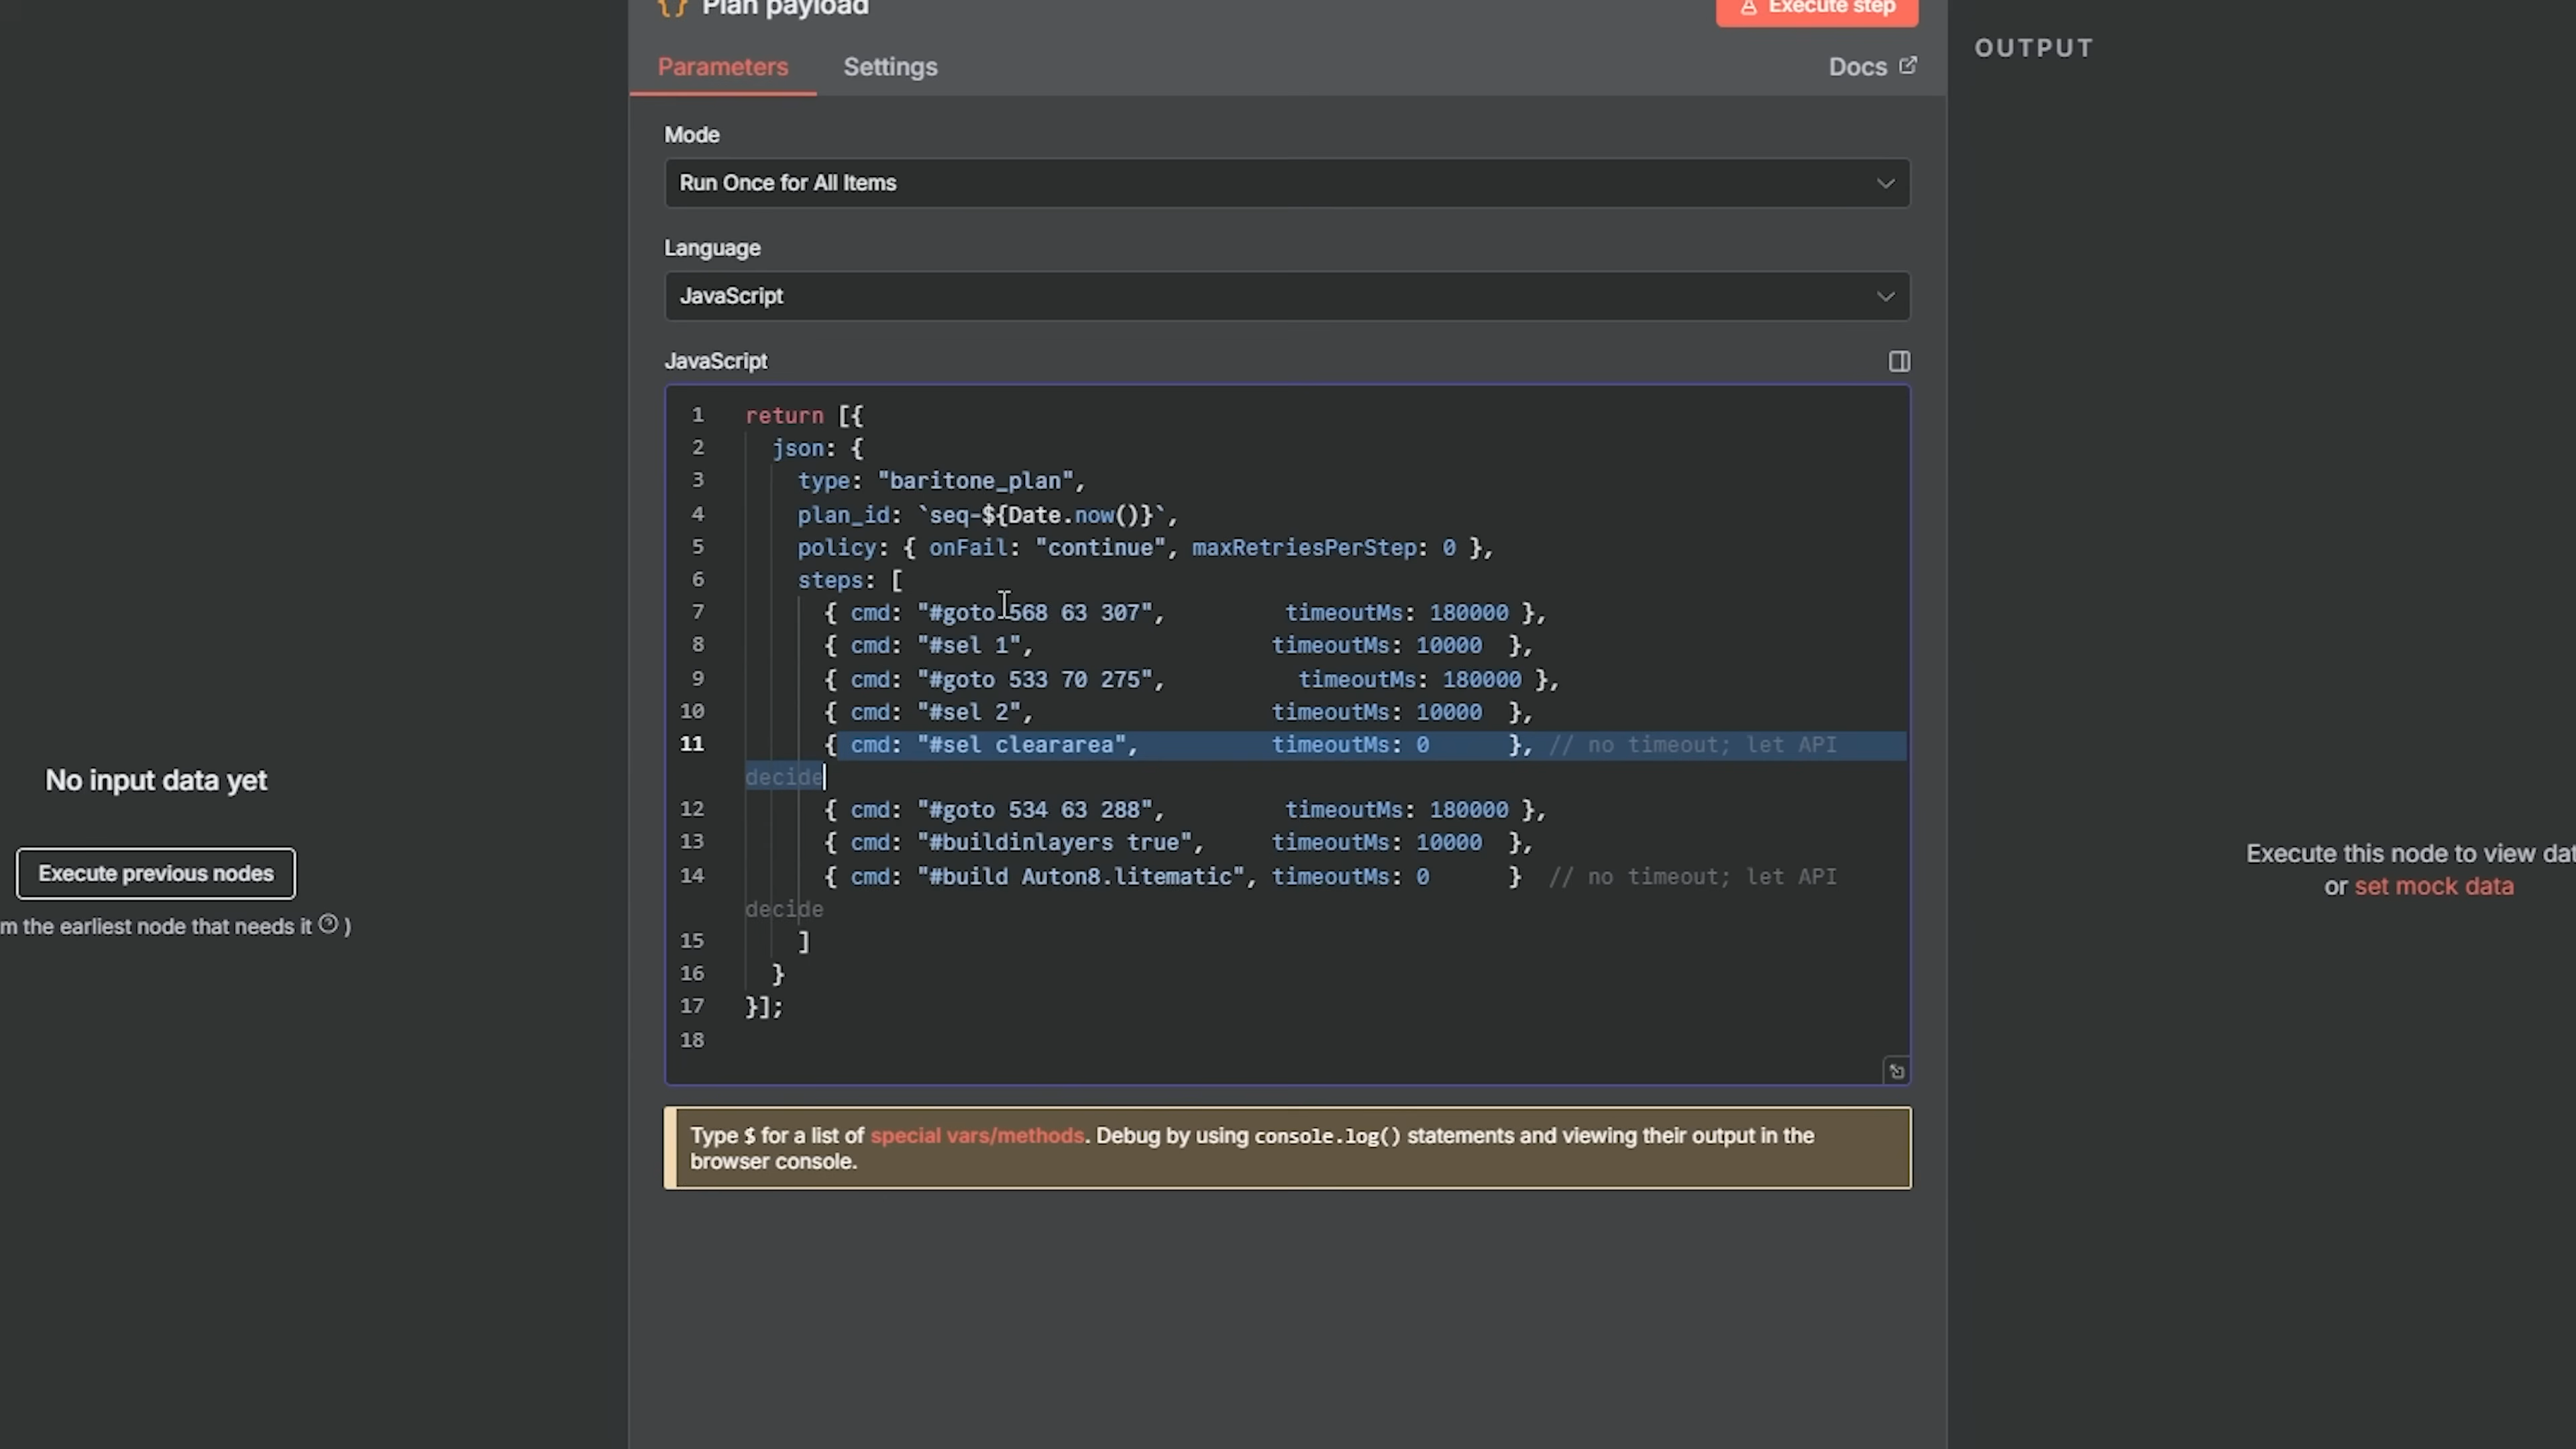 Plan payload
Execute step
Parameters
Settings
Docs
OUTPUT
Mode
Run Once for All Items
Language
JavaScript
JavaScript
1 return [{
2 json: {
3 type: "baritone_plan",
4 plan_id: `seq-${Date.now()}`,
5 policy: { onFail: "continue", maxRetriesPerStep: 0 },
6 steps: [
7 { cmd: "#goto 568 63 307", timeoutMs: 180000 },
8 { cmd: "#sel 1", timeoutMs: 10000 },
9 { cmd: "#goto 533 70 275", timeoutMs: 180000 },
10 { cmd: "#sel 2", timeoutMs: 10000 },
11 { cmd: "#sel cleararea", timeoutMs: 0 }, // no timeout; let API
decide
12 { cmd: "#goto 534 63 288", timeoutMs: 180000 },
13 { cmd: "#buildinlayers true", timeoutMs: 10000 },
14 { cmd: "#build Auton8.litematic", timeoutMs: 0 } // no timeout; let API
decide
15 ]
16 }
17 }];
18
No input data yet
Execute previous nodes
m the earliest node that needs it ? )
Execute this node to view dat
or set mock data
Type $ for a list of special vars/methods. Debug by using console.log() statements and viewing their output in the
browser console.